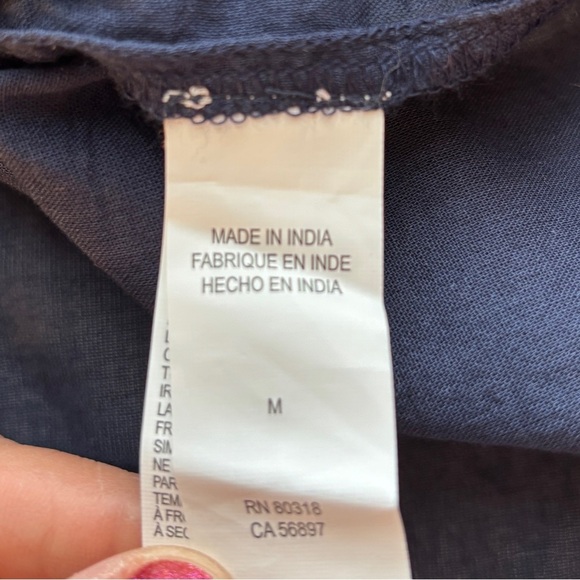 MADE IN INDIA
FABRIQUE EN INDE
HECHO EN INDIA
M
RN 80318
CA 56897